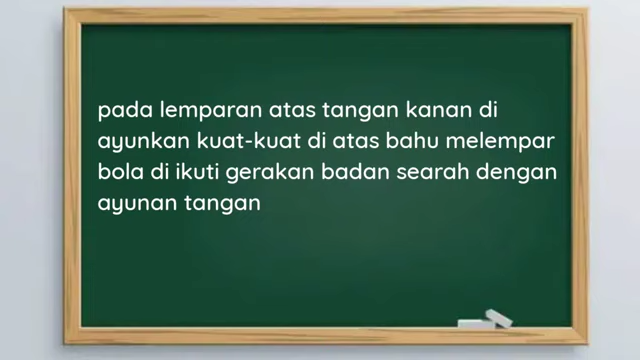 pada lemparan atas tangan kanan di
ayunkan kuat-kuat di atas bahu melempar
bola di ikuti gerakan badan searah dengan
ayunan tangan